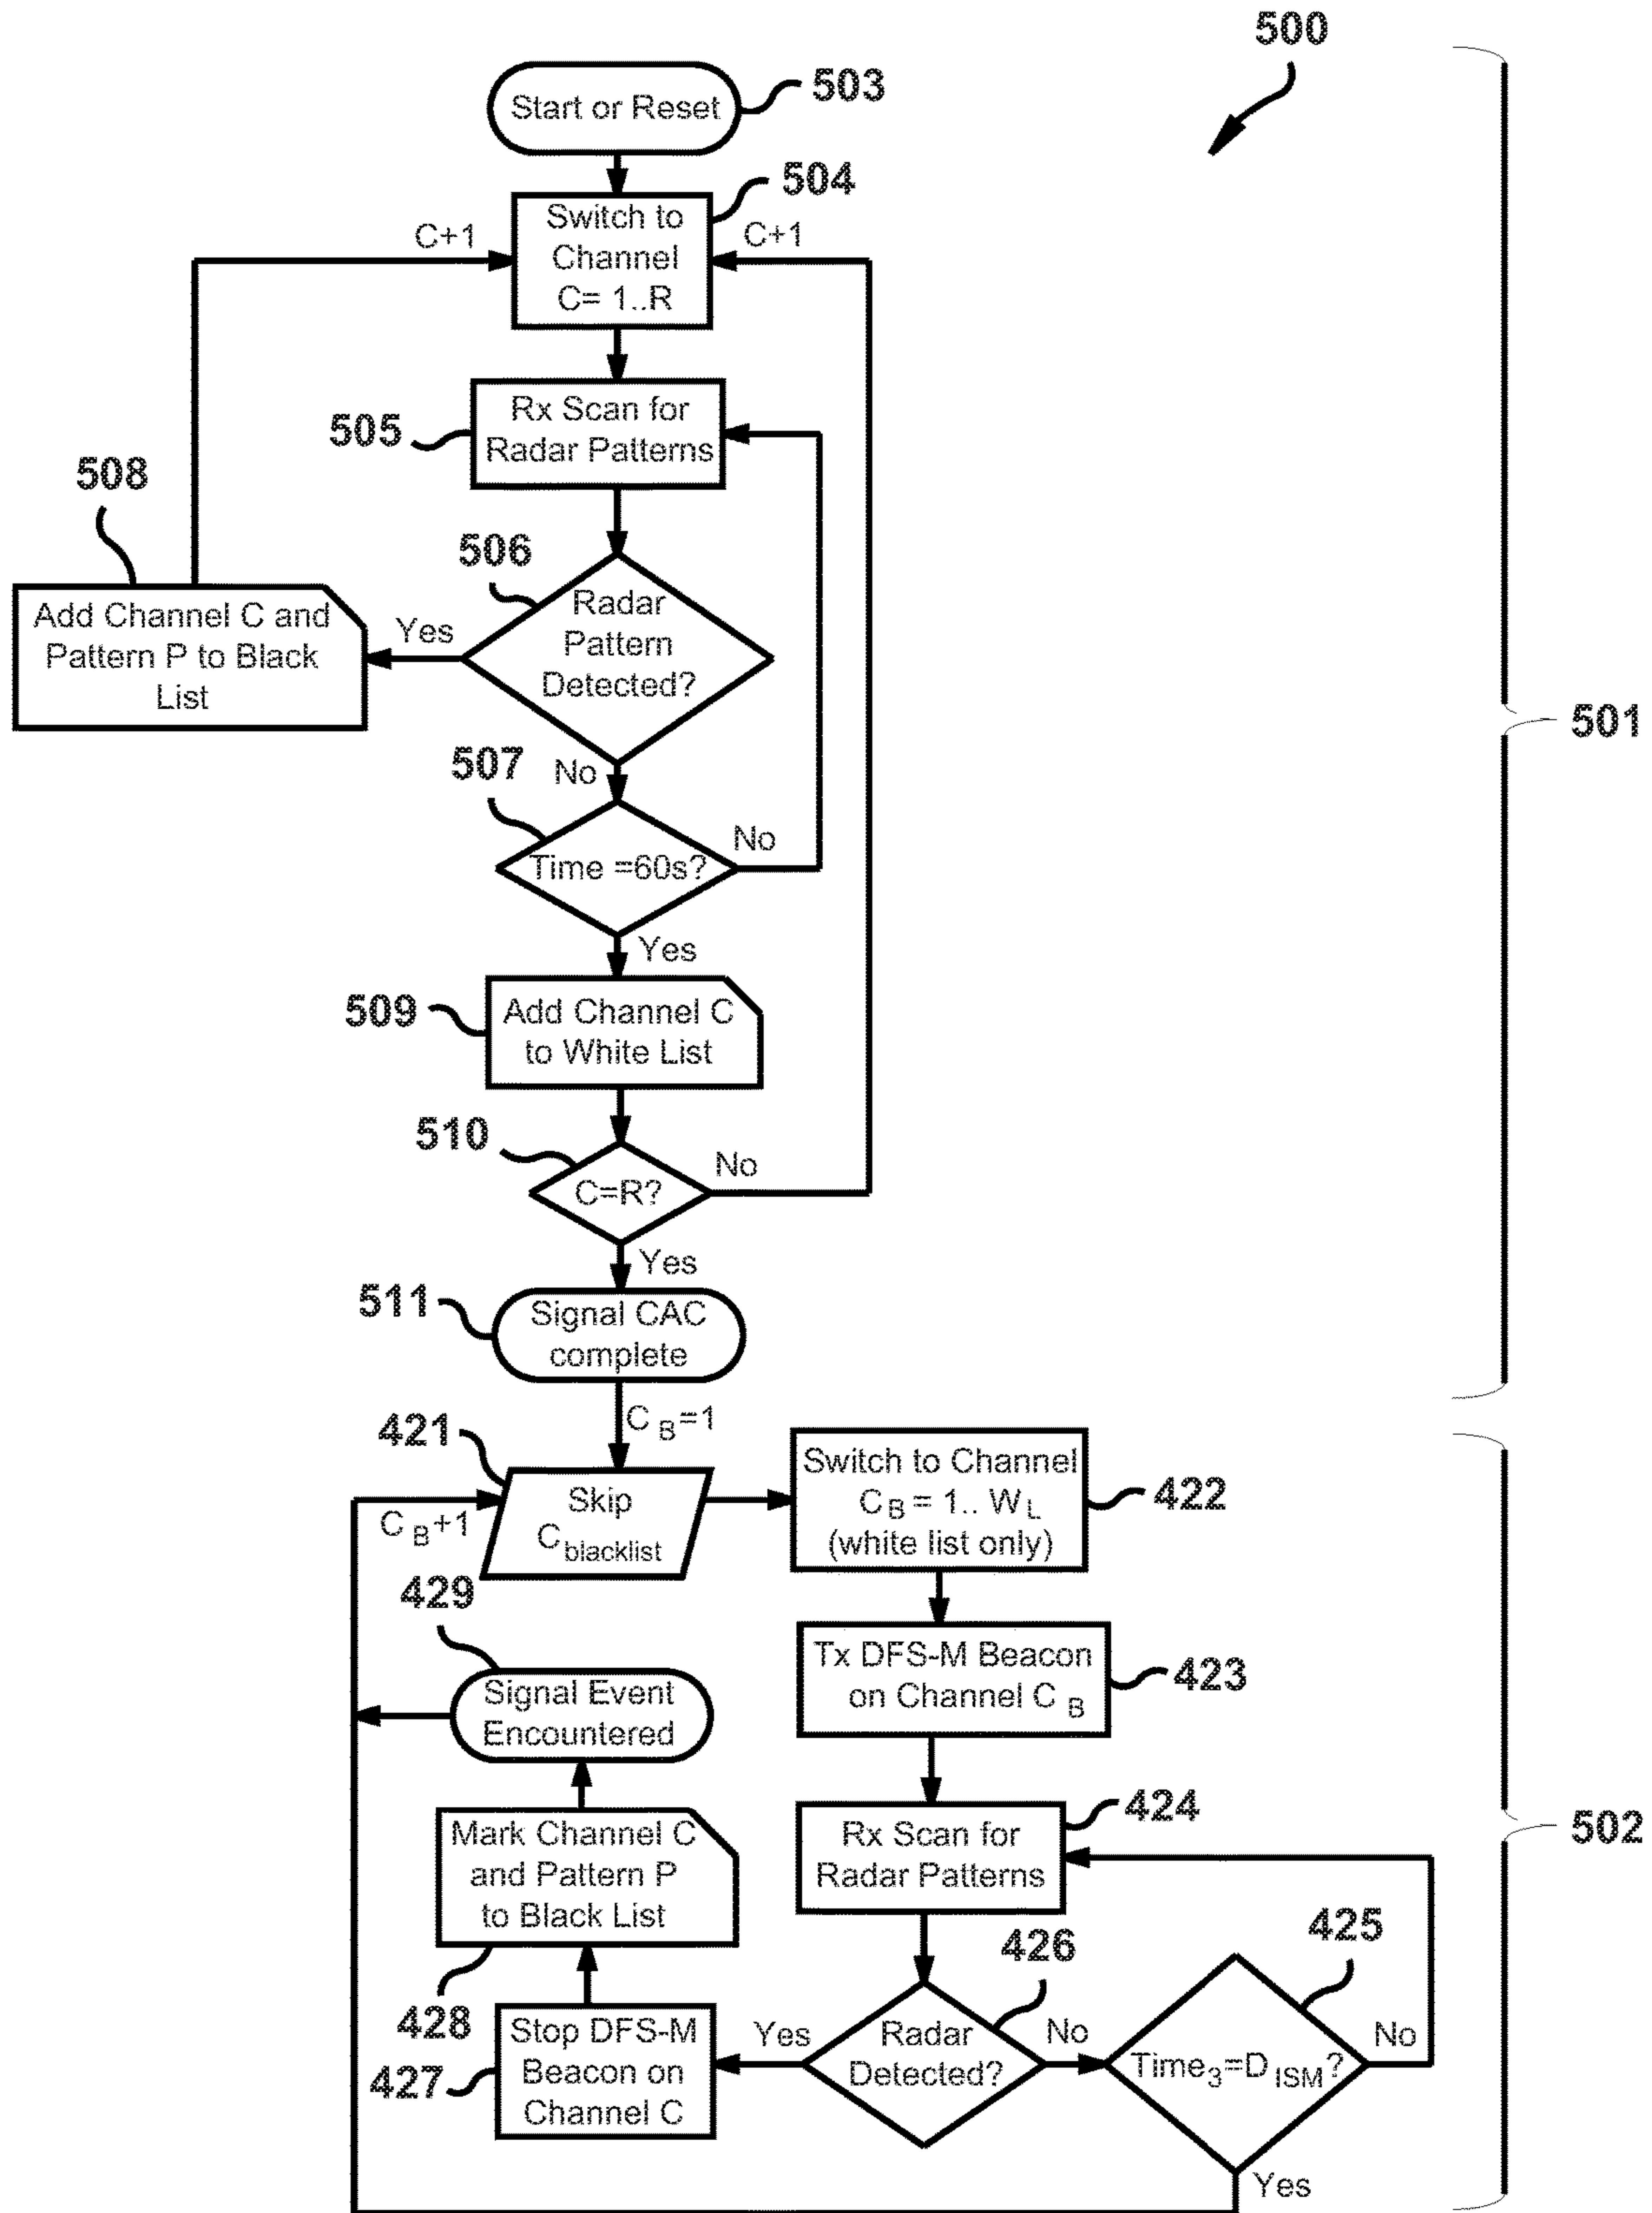 500
503
Start or Reset
504
Switch to
Channel
C= 1..R
C+1
C+1
Rx Scan for
Radar Patterns
505
508
Add Channel C and
Pattern P to Black
List
506
Radar
Pattern
Detected?
Yes
No
501
507
Time =60s?
No
Yes
509
Add Channel C
to White List
510
C=R?
No
Yes
511
Signal CAC
complete
C B =1
421
Skip
C blacklist
C B +1
Switch to Channel
C B = 1.. W L
(white list only)
422
429
Signal Event
Encountered
Tx DFS-M Beacon
on Channel C B
423
Mark Channel C
and Pattern P
to Black List
428
Rx Scan for
Radar Patterns
424
502
Stop DFS-M
Beacon on
Channel C
427
Yes
Radar
Detected?
426
No
Time3=D ISM ?
425
No
Yes